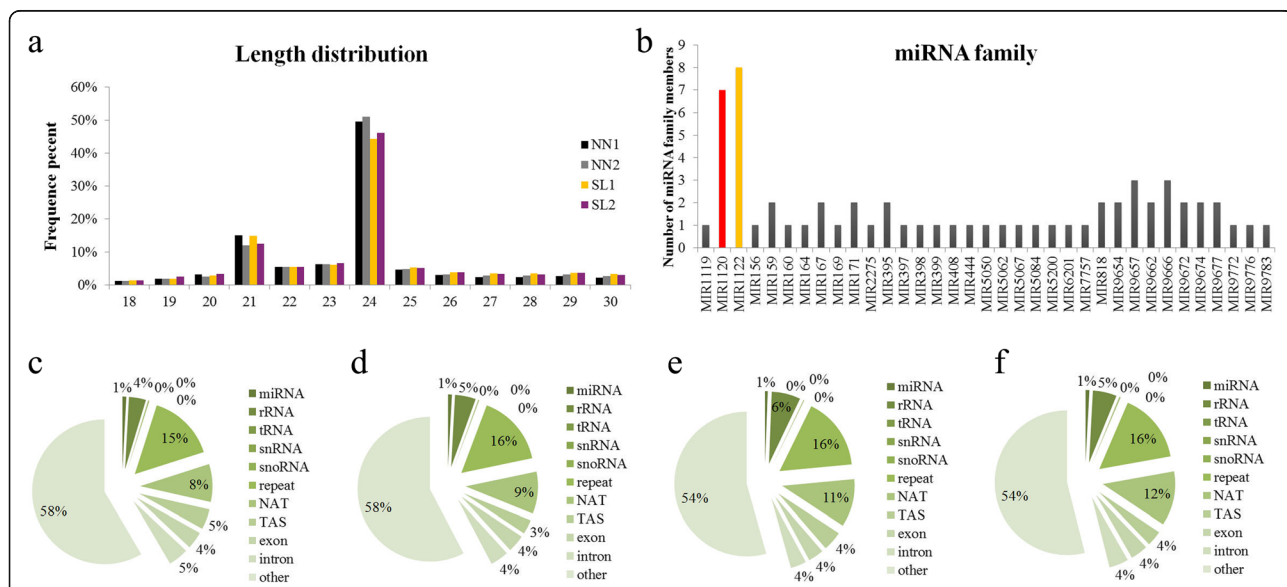 a
Length distribution
Frequence pecent
60%
50%
40%
30%
20%
10%
0%
18 19 20 21 22 23 24 25 26 27 28 29 30
NN1
NN2
SL1
SL2
b
miRNA family
Number of miRNA family members
9
8
7
6
5
4
3
2
1
0
MIR1119
MIR1120
MIR1122
MIR156
MIR159
MIR160
MIR164
MIR167
MIR169
MIR171
MIR2275
MIR395
MIR397
MIR398
MIR399
MIR408
MIR444
MIR5050
MIR5062
MIR5067
MIR5084
MIR5200
MIR6201
MIR7757
MIR818
MIR9654
MIR9657
MIR9662
MIR9666
MIR9672
MIR9674
MIR9677
MIR9772
MIR9776
MIR9783
c
1% 4% 0% 0%
0%
15%
8%
5%
4%
5%
58%
miRNA
rRNA
tRNA
snRNA
snoRNA
repeat
NAT
TAS
exon
intron
other
d
1% 5% 0% 0%
0%
16%
9%
3%
4%
4%
58%
miRNA
rRNA
tRNA
snRNA
snoRNA
repeat
NAT
TAS
exon
intron
other
e
1% 6% 0% 0%
0%
16%
11%
4%
4%
4%
54%
miRNA
rRNA
tRNA
snRNA
snoRNA
repeat
NAT
TAS
exon
intron
other
f
1% 5% 0% 0%
0%
16%
12%
4%
4%
4%
54%
miRNA
rRNA
tRNA
snRNA
snoRNA
repeat
NAT
TAS
exon
intron
other